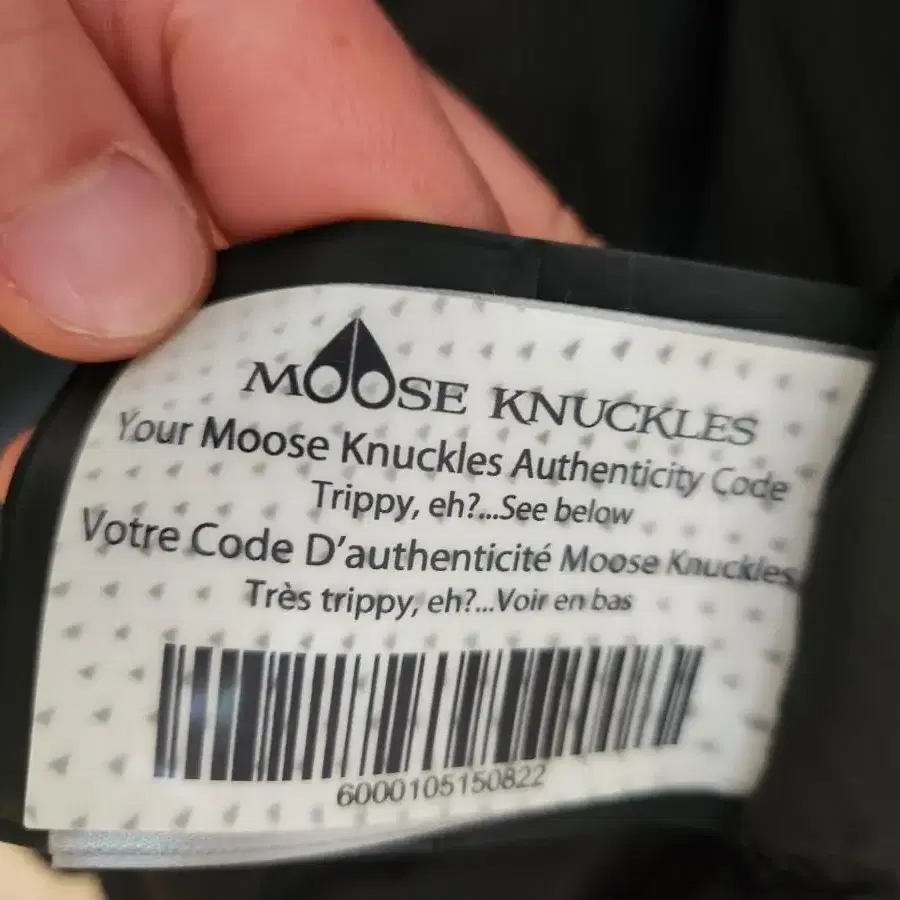 MOOSE KNUCKLES
Your Moose Knuckles Authenticity Code
Trippy, eh?...See below
Votre Code D'authenticité Moose Knuckles
Très trippy, eh?...Voir en bas
6000105150822